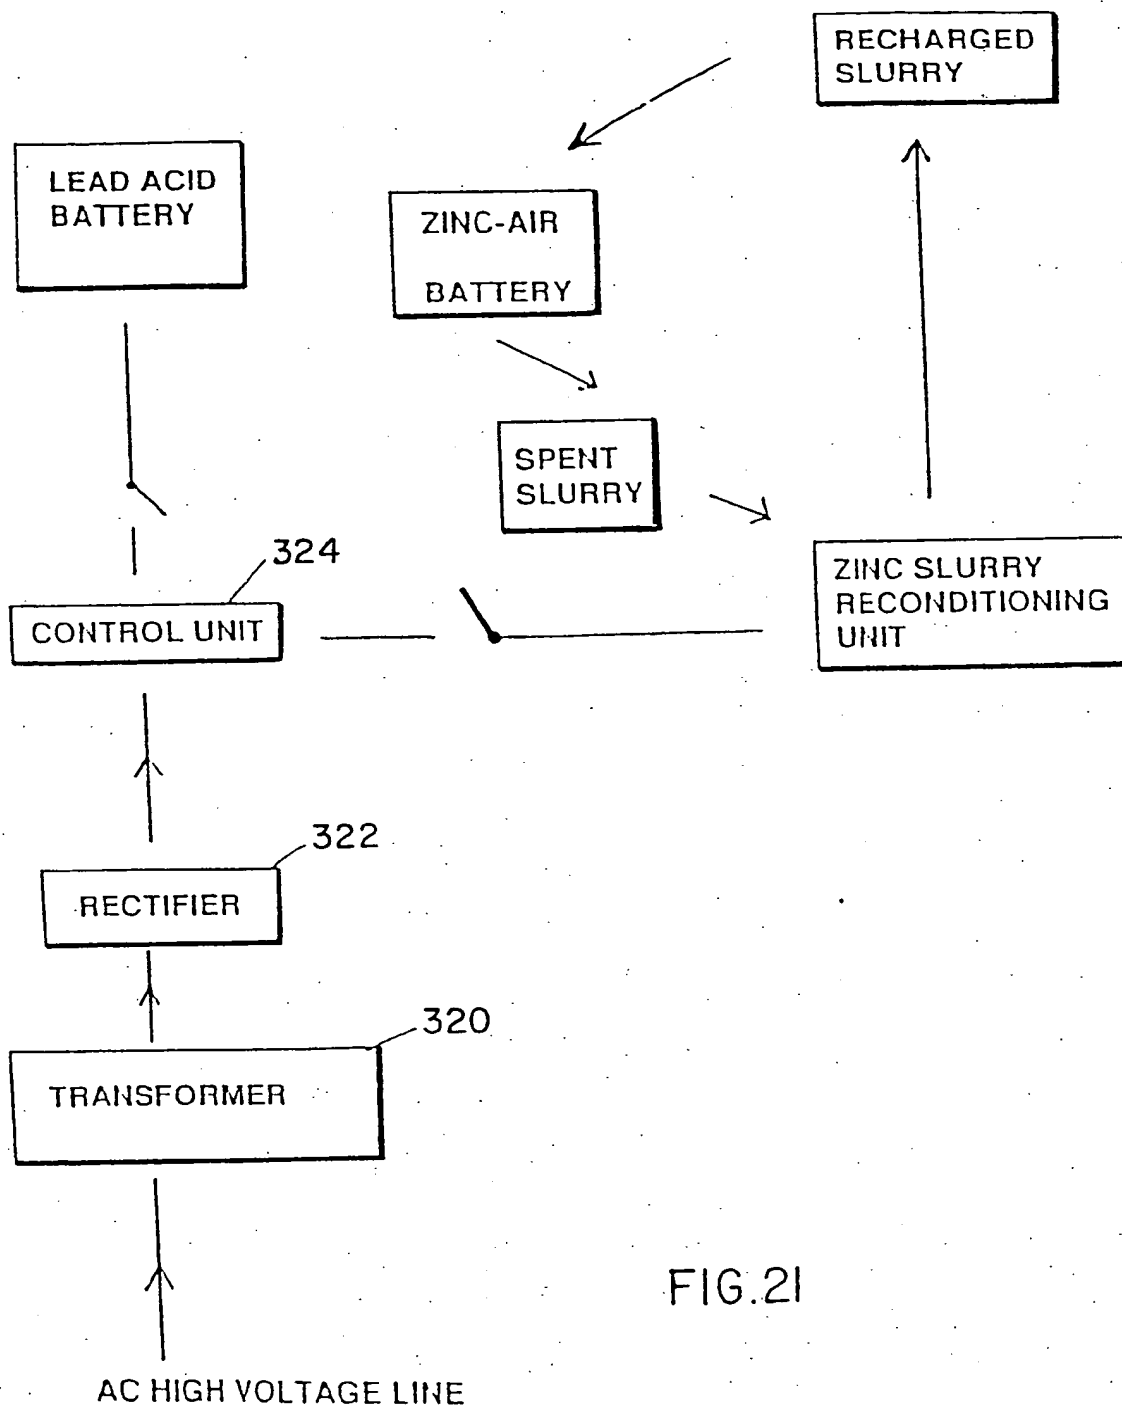 RECHARGED
SLURRY
LEAD ACID
BATTERY
ZINC-AIR
BATTERY
SPENT
SLURRY
324
CONTROL UNIT
ZINC SLURRY
RECONDITIONING
UNIT
322
RECTIFIER
320
TRANSFORMER
FIG.21
AC HIGH VOLTAGE LINE